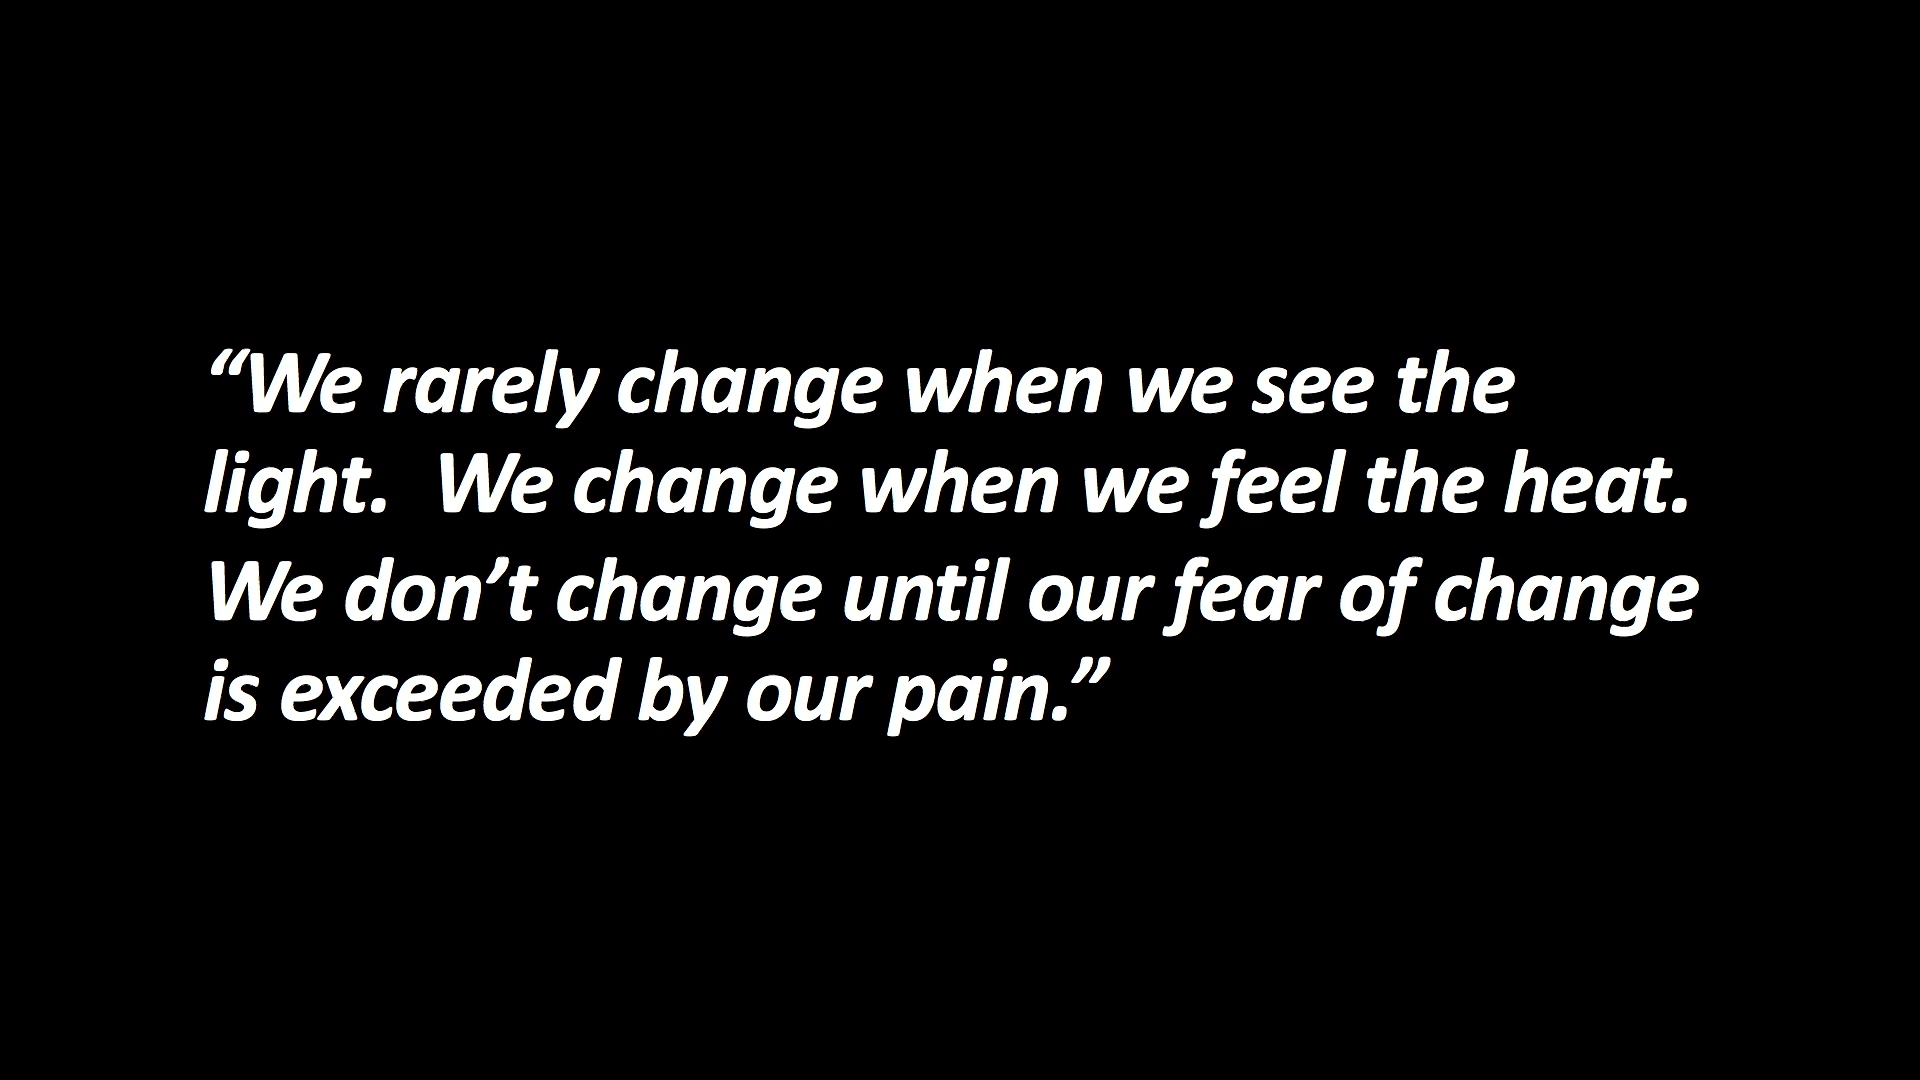 “We rarely change when we see the
light.  We change when we feel the heat.
We don’t change until our fear of change
is exceeded by our pain.”